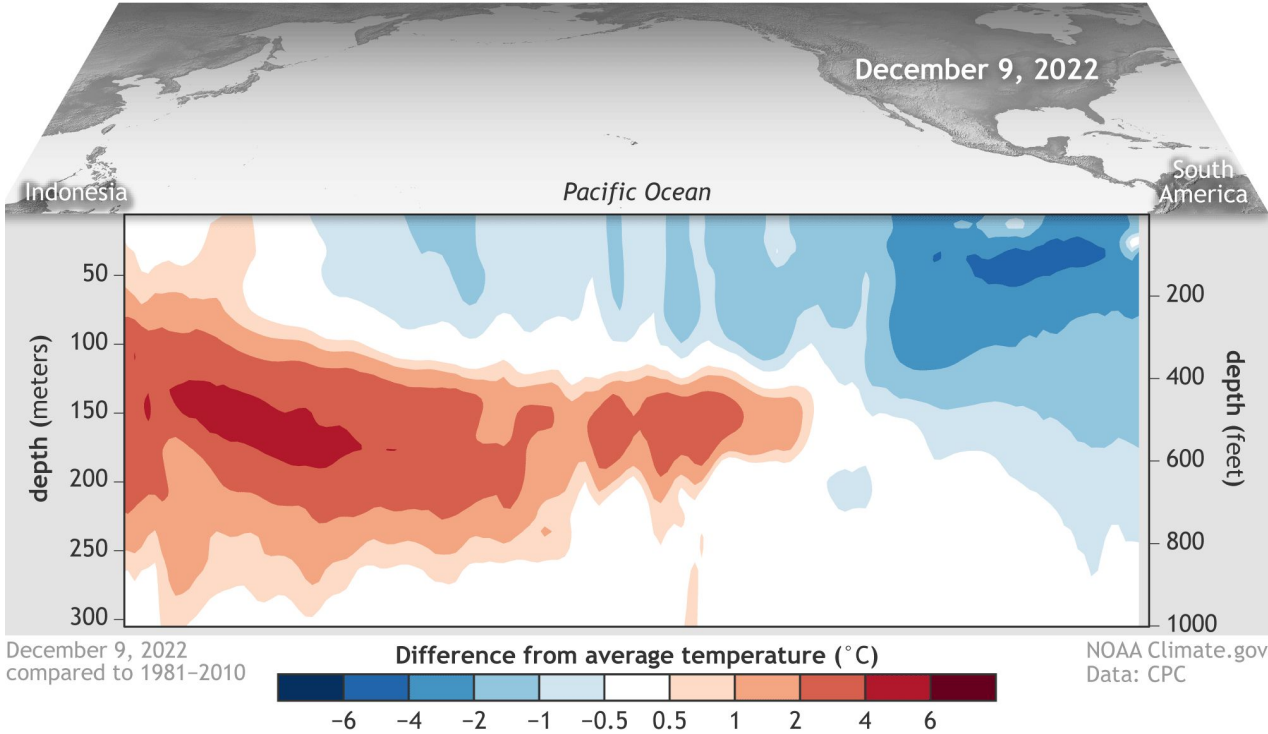 December 9, 2022
Indonesia
Pacific Ocean
South
America
depth (meters)
50
100
150
200
250
300
200
400
600
800
1000
depth (feet)
December 9, 2022
compared to 1981–2010
Difference from average temperature (°C)
NOAA Climate.gov
Data: CPC
−6 −4 −2 −1 −0.5 0.5 1 2 4 6